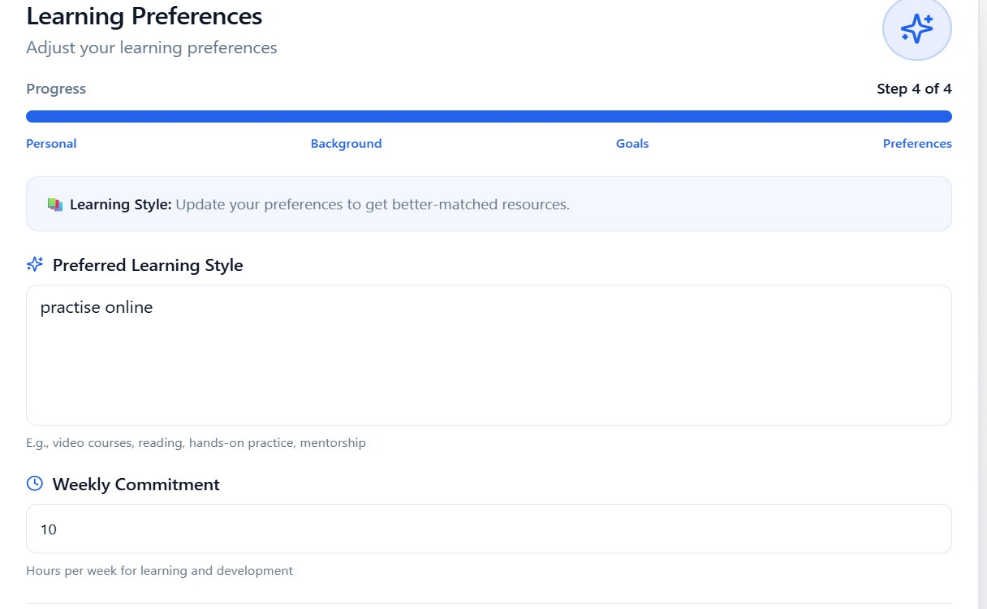 Learning Preferences
Adjust your learning preferences
Progress
Step 4 of 4
Personal
Background
Goals
Preferences
Learning Style: Update your preferences to get better-matched resources.
Preferred Learning Style
practise online
E.g., video courses, reading, hands-on practice, mentorship
Weekly Commitment
10
Hours per week for learning and development